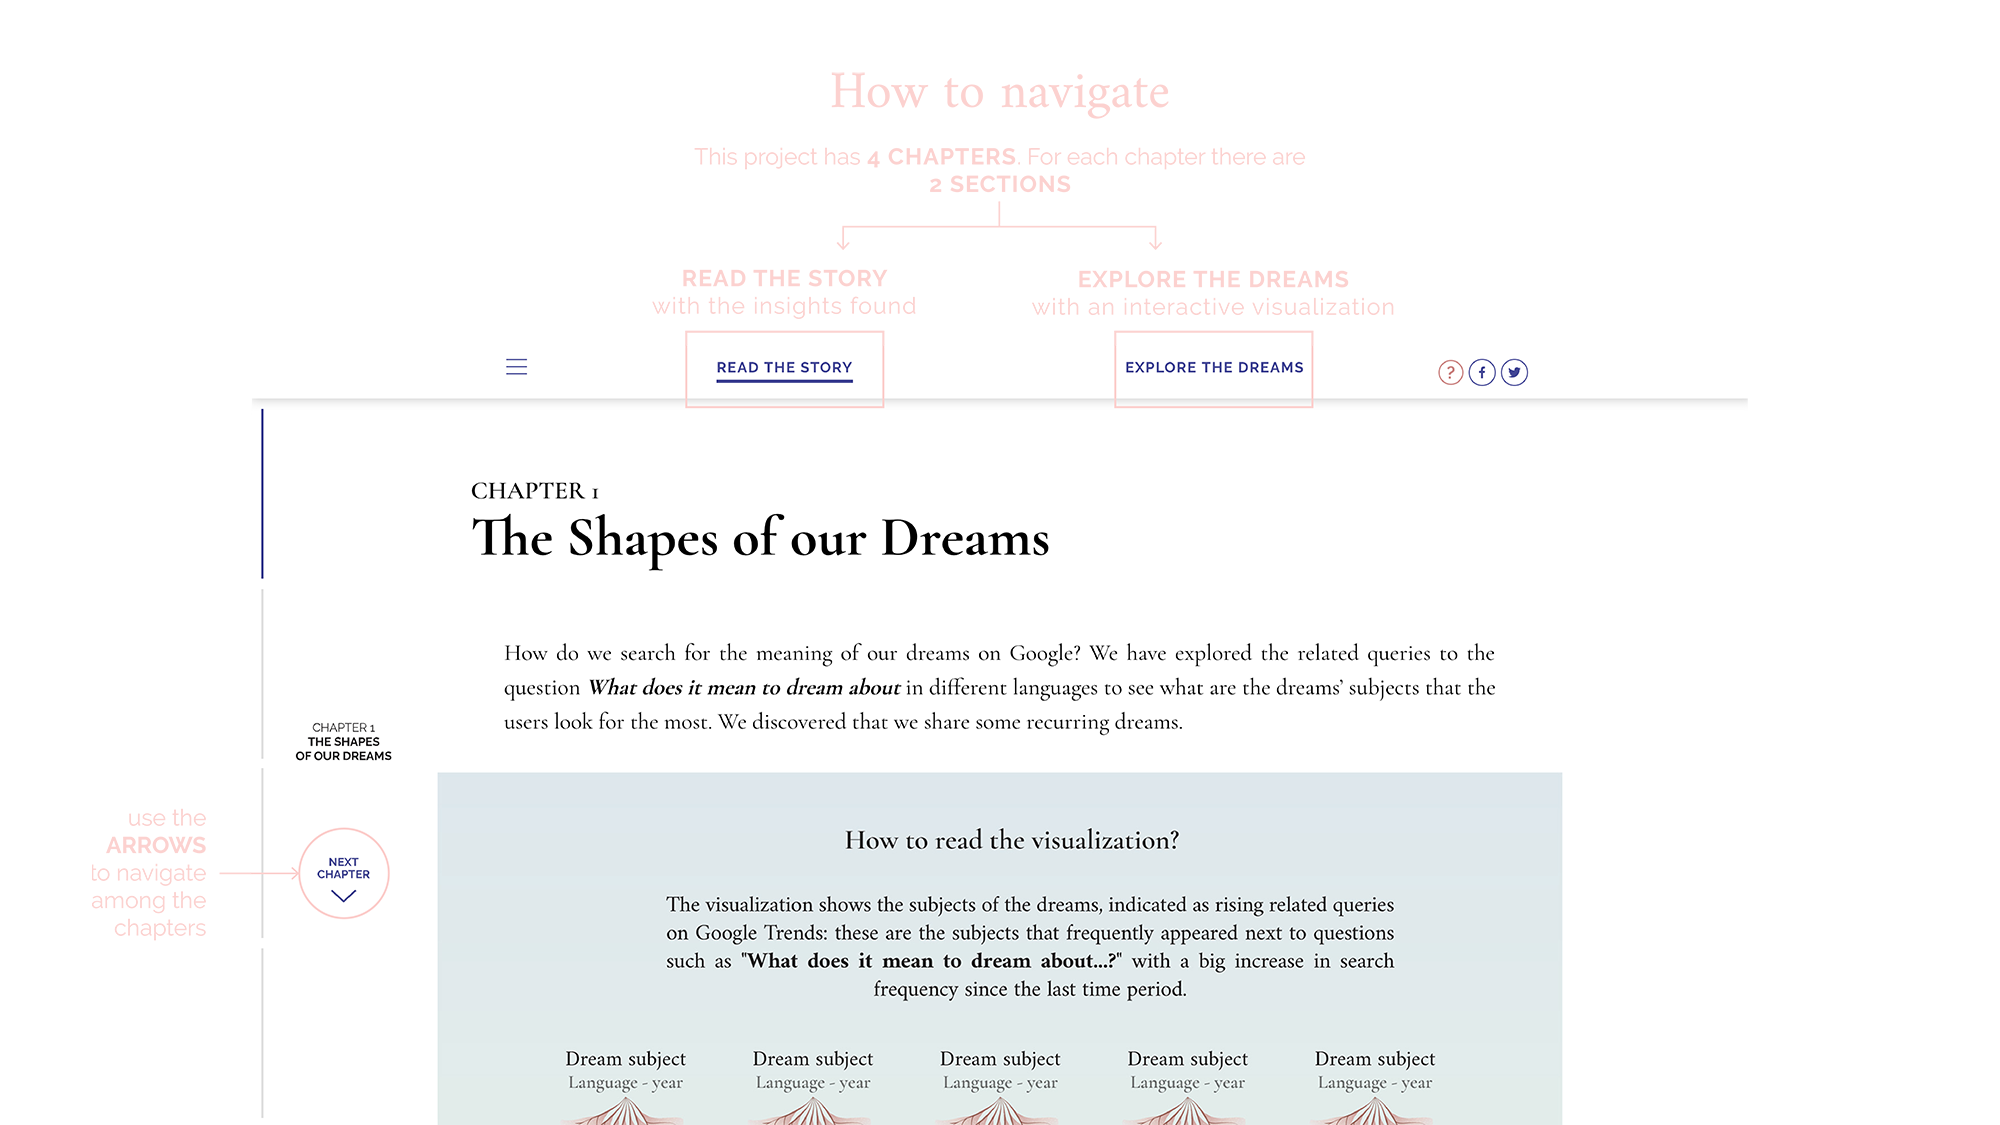 How to navigate
This project has 4 CHAPTERS. For each chapter there are
2 SECTIONS
READ THE STORY
with the insights found
EXPLORE THE DREAMS
with an interactive visualization
READ THE STORY
EXPLORE THE DREAMS
?
CHAPTER 1
The Shapes of our Dreams
How do we search for the meaning of our dreams on Google? We have explored the related queries to the
question What does it mean to dream about in different languages to see what are the dreams' subjects that the
users look for the most. We discovered that we share some recurring dreams.
CHAPTER 1
THE SHAPES
OF OUR DREAMS
use the
ARROWS
to navigate
among the
chapters
NEXT
CHAPTER
How to read the visualization?
The visualization shows the subjects of the dreams, indicated as rising related queries
on Google Trends: these are the subjects that frequently appeared next to questions
such as "What does it mean to dream about...?" with a big increase in search
frequency since the last time period.
Dream subject
Language - year
Dream subject
Language - year
Dream subject
Language - year
Dream subject
Language - year
Dream subject
Language - year